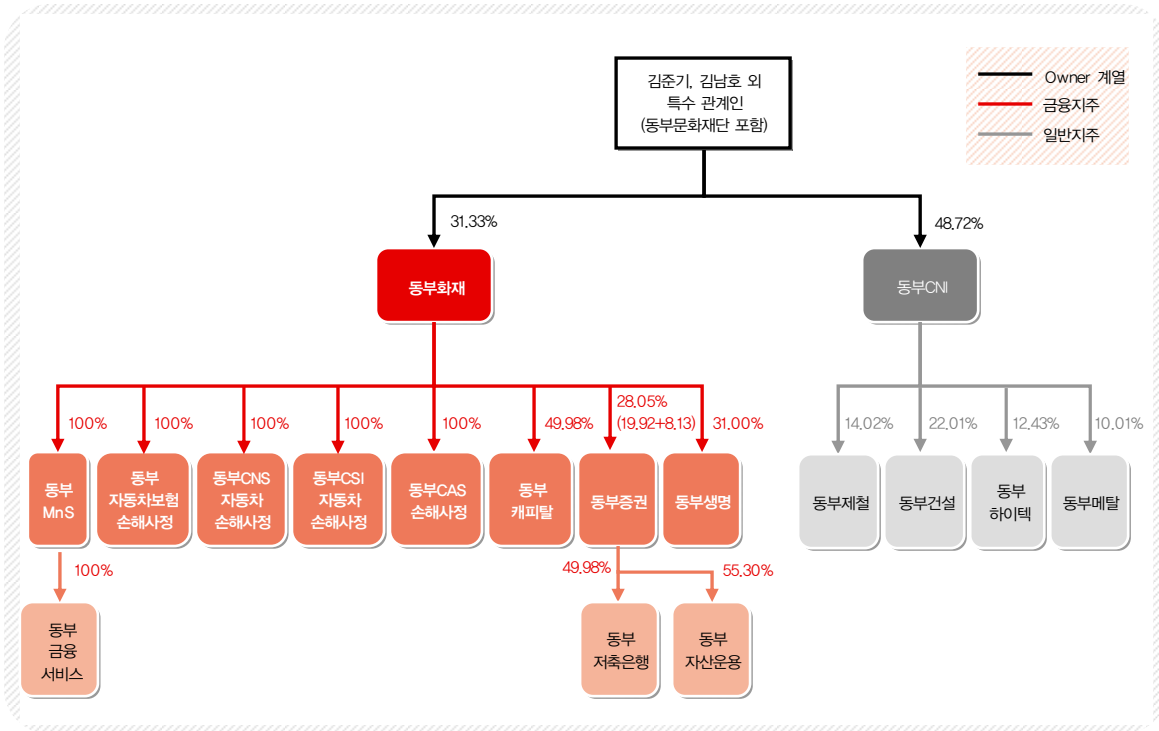 김준기, 김남호 외
특수 관계인
(동부문화재단 포함)
Owner 계열
금융지주
일반지주
31.33%
48.72%
동부화재
동부CNI
100%
100%
100%
100%
100%
49.98%
28.05%
(19.92+8.13)
31.00%
14.02%
22.01%
12.43%
10.01%
동부
MnS
동부
자동차보험
손해사정
동부CNS
자동차
손해사정
동부CSI
자동차
손해사정
동부CAS
손해사정
동부
캐피탈
동부증권
동부생명
동부제철
동부건설
동부
하이텍
동부메탈
100%
49.98%
55.30%
동부
금융
서비스
동부
저축은행
동부
자산운용